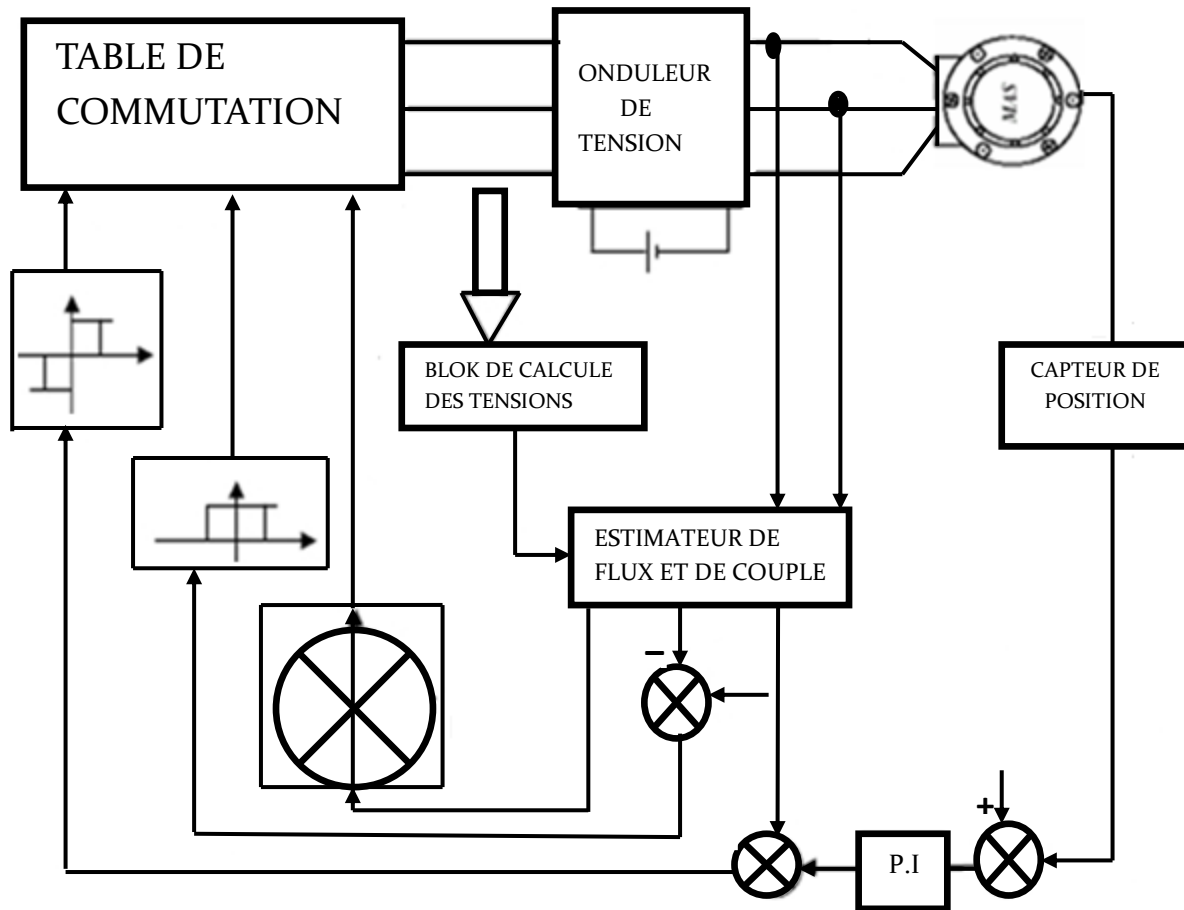 TABLE DE
COMMUTATION
ONDULEUR
DE
TENSION
MAS
BLOK DE CALCULE
DES TENSIONS
CAPTEUR DE
POSITION
ESTIMATEUR DE
FLUX ET DE COUPLE
−
+
P.I